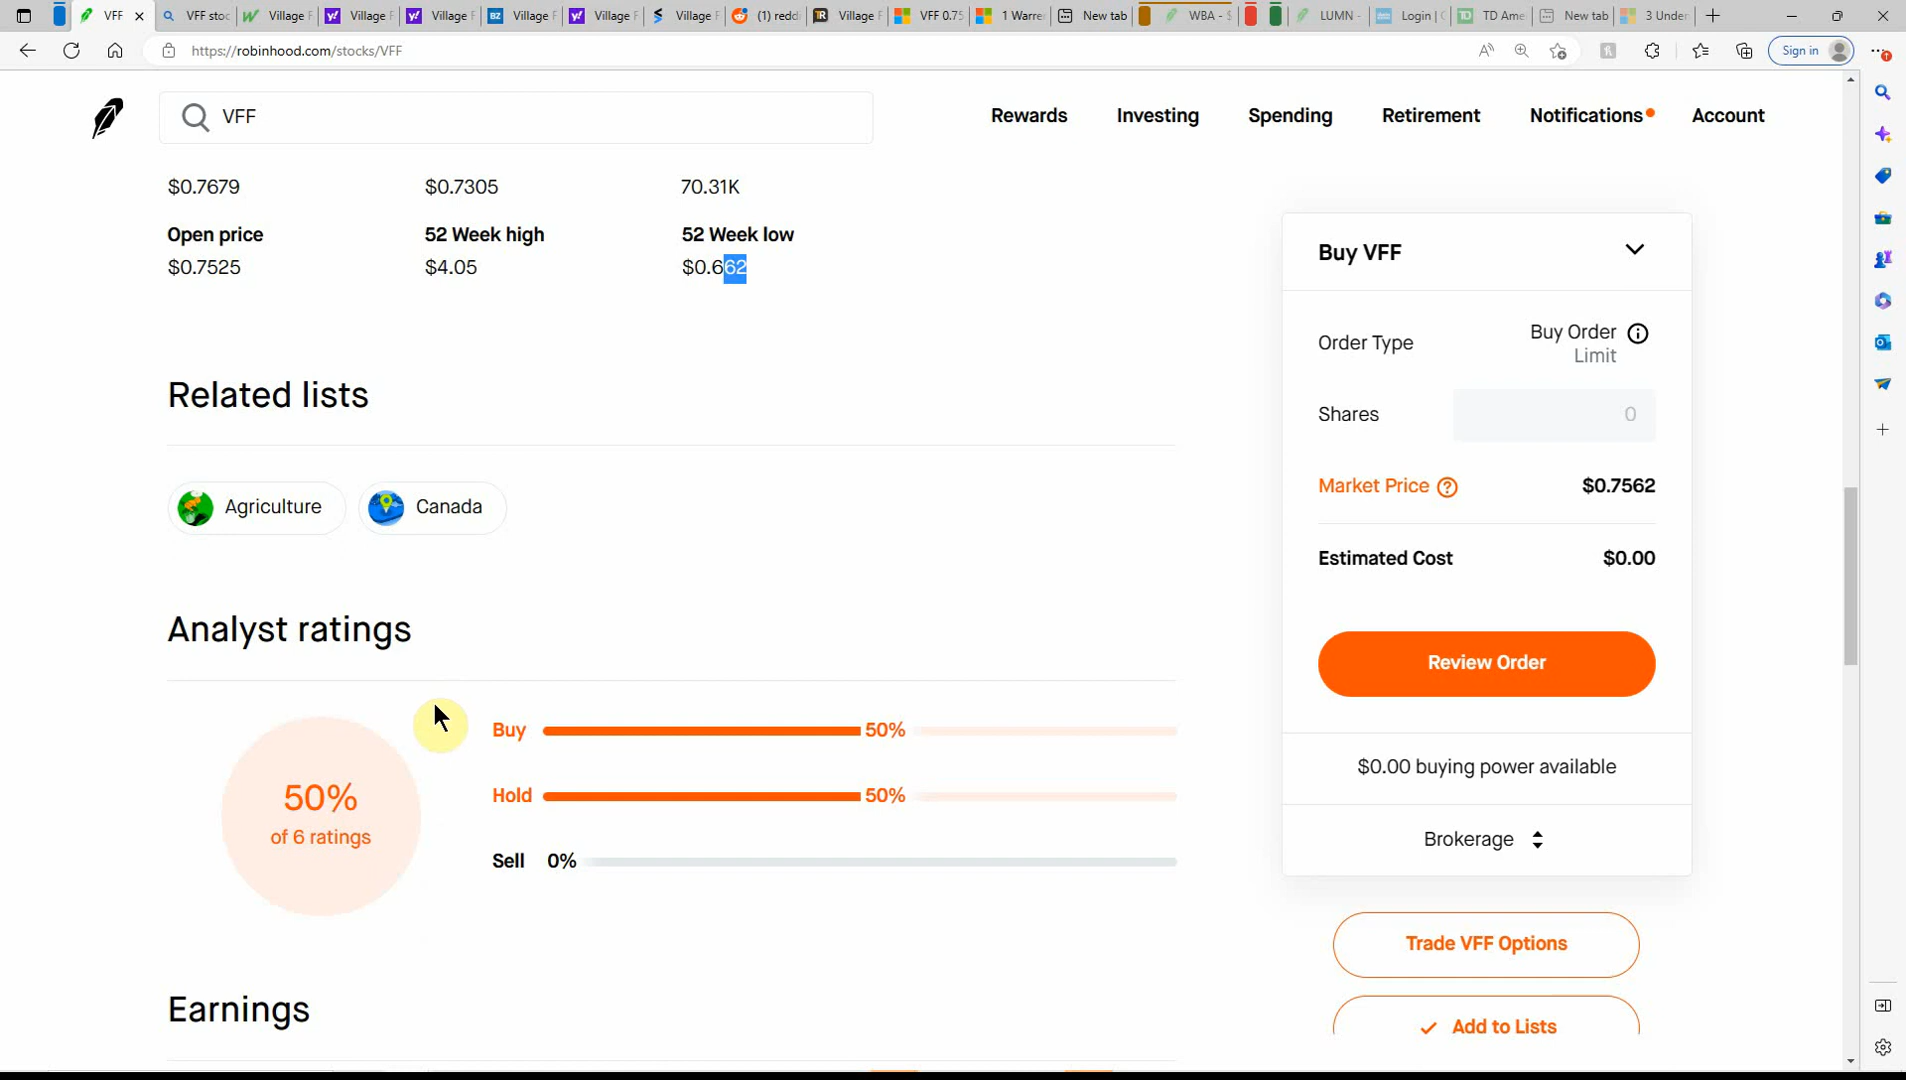 VFF
VFF stoc
Village F
Village F
Village F
Village F
Village F
Village F
(1) redd
Village F
VFF 0.75
1 Warre
New tab
WBA - $
LUMN -
Login | C
TD Ame
New tab
3 Under
https://robinhood.com/stocks/VFF
Sign in
VFF
Rewards
Investing
Spending
Retirement
Notifications
Account
$0.7679
$0.7305
70.31K
Open price
52 Week high
52 Week low
$0.7525
$4.05
$0.662
Related lists
Agriculture
Canada
Analyst ratings
50%
of 6 ratings
Buy
50%
Hold
50%
Sell
0%
Earnings
Buy VFF
Order Type
Buy Order
Limit
Shares
0
Market Price
$0.7562
Estimated Cost
$0.00
Review Order
$0.00 buying power available
Brokerage
Trade VFF Options
Add to Lists